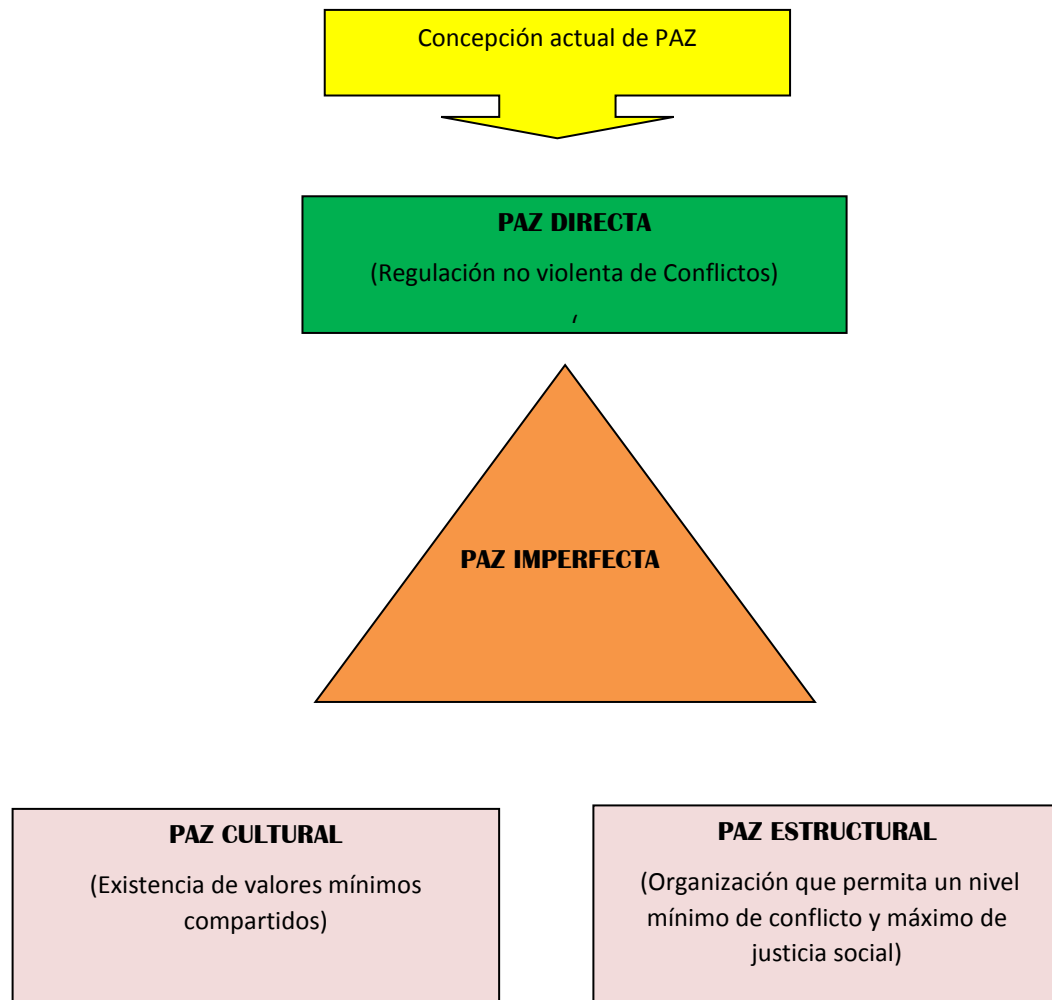 Concepción actual de PAZ
PAZ DIRECTA
(Regulación no violenta de Conflictos)
‘
PAZ IMPERFECTA
PAZ CULTURAL
(Existencia de valores mínimos
compartidos)
PAZ ESTRUCTURAL
(Organización que permita un nivel
mínimo de conflicto y máximo de
justicia social)